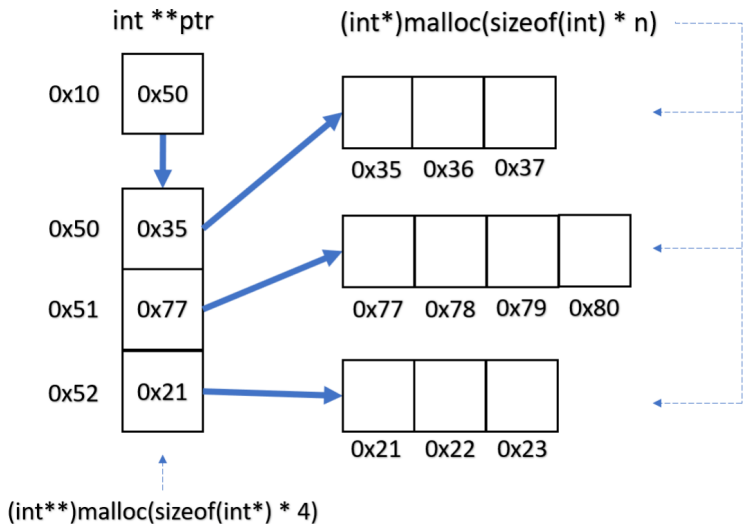 int **ptr
(int*)malloc(sizeof(int) * n)
0x10
0x50
0x35 0x36 0x37
0x50
0x35
0x51
0x77
0x77 0x78 0x79 0x80
0x52
0x21
0x21 0x22 0x23
(int**)malloc(sizeof(int*) * 4)